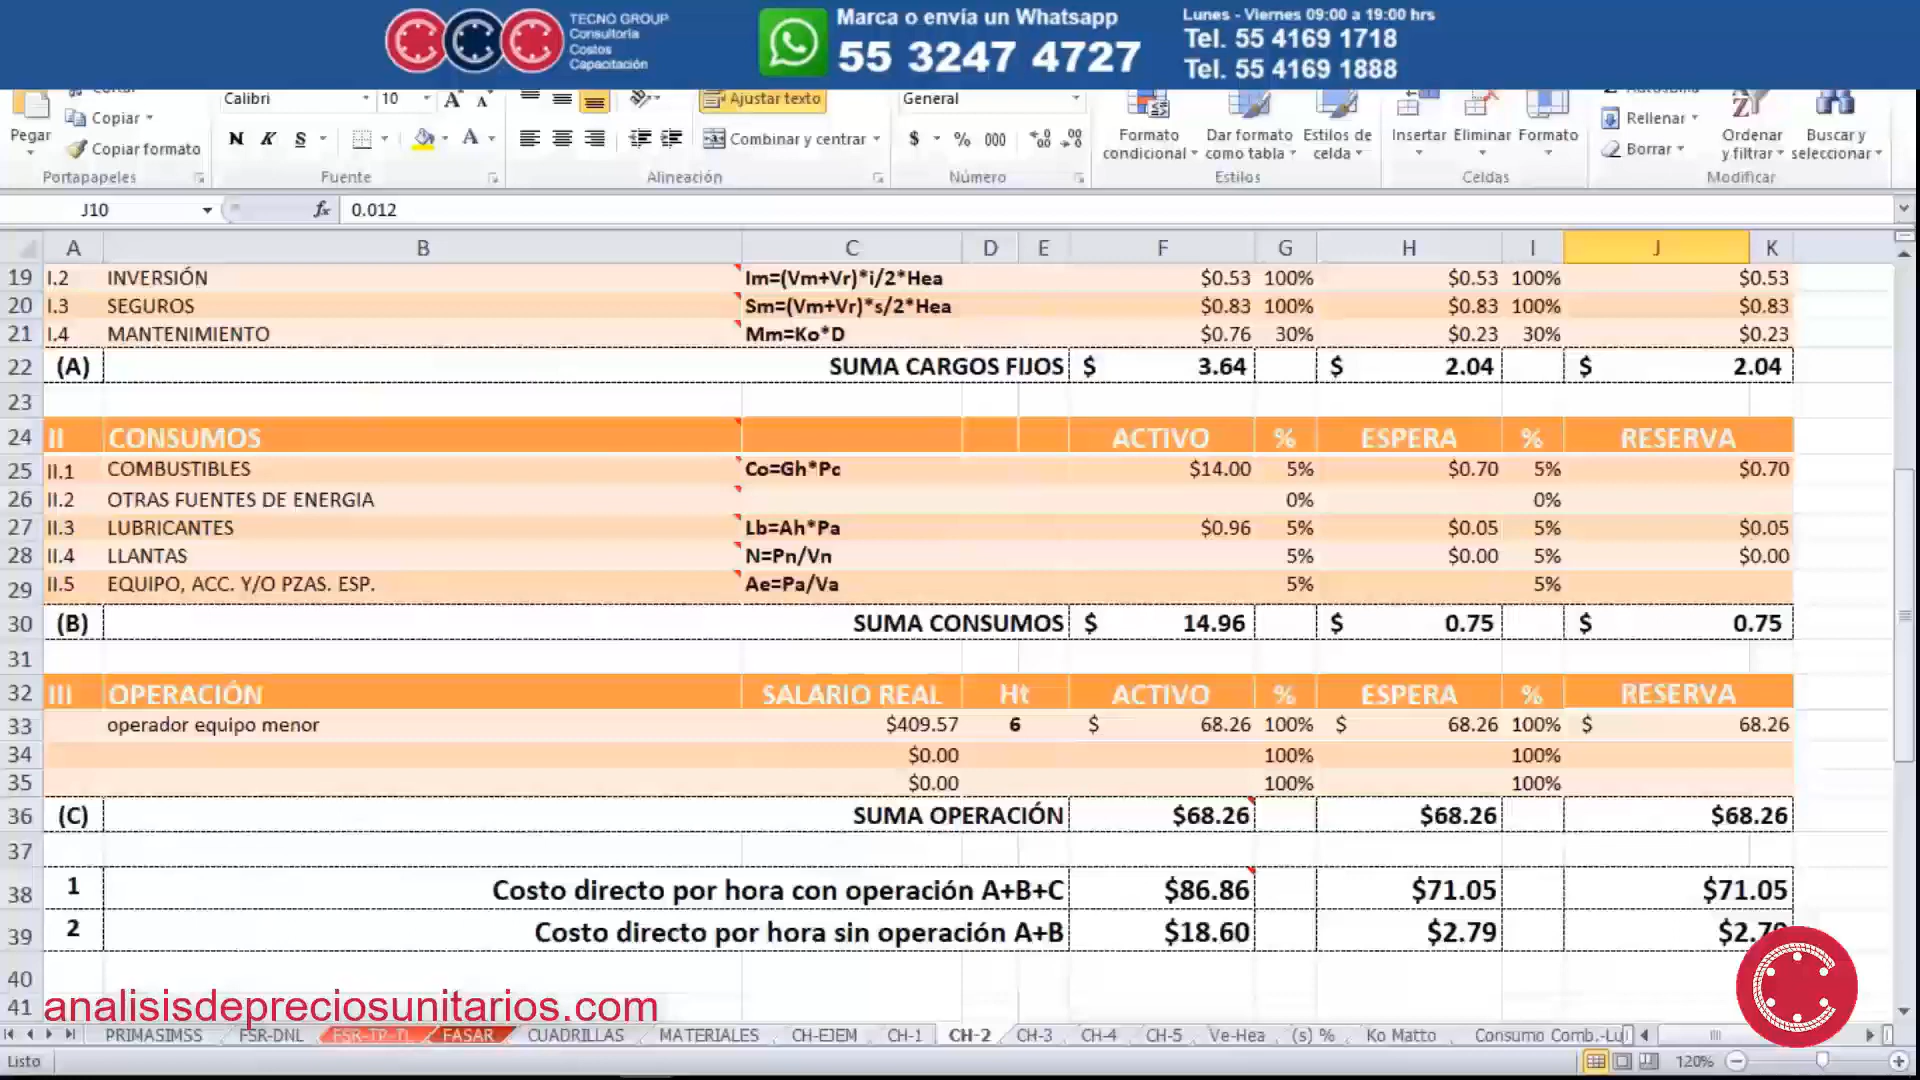 TECNO GROUP
Consultoría
Costos
Capacitación
Marca o envía un Whatsapp
55 3247 4727
Lunes - Viernes 09:00 a 19:00 hrs
Tel. 55 4169 1718
Tel. 55 4169 1888
Pegar
Copiar
Copiar formato
Portapapeles
Calibri 10
N K S
Fuente
Ajustar texto
Combinar y centrar
Alineación
General
$ % 000
Número
Formato condicional
Dar formato como tabla
Estilos de celda
Estilos
Insertar Eliminar Formato
Celdas
Rellenar
Borrar
Ordenar y filtrar
Buscar y seleccionar
Modificar
J10 fx 0.012
A B C D E F G H I J K
19 I.2 INVERSIÓN Im=(Vm+Vr)*i/2*Hea $0.53 100% $0.53 100% $0.53
20 I.3 SEGUROS Sm=(Vm+Vr)*s/2*Hea $0.83 100% $0.83 100% $0.83
21 I.4 MANTENIMIENTO Mm=Ko*D $0.76 30% $0.23 30% $0.23
22 (A) SUMA CARGOS FIJOS $ 3.64 $ 2.04 $ 2.04
23
24 II CONSUMOS ACTIVO % ESPERA % RESERVA
25 II.1 COMBUSTIBLES Co=Gh*Pc $14.00 5% $0.70 5% $0.70
26 II.2 OTRAS FUENTES DE ENERGIA 0% 0%
27 II.3 LUBRICANTES Lb=Ah*Pa $0.96 5% $0.05 5% $0.05
28 II.4 LLANTAS N=Pn/Vn 5% $0.00 5% $0.00
29 II.5 EQUIPO, ACC. Y/O PZAS. ESP. Ae=Pa/Va 5% 5%
30 (B) SUMA CONSUMOS $ 14.96 $ 0.75 $ 0.75
31
32 III OPERACIÓN SALARIO REAL Ht ACTIVO % ESPERA % RESERVA
33 operador equipo menor $409.57 6 $ 68.26 100% $ 68.26 100% $ 68.26
34 $0.00 100% 100%
35 $0.00 100% 100%
36 (C) SUMA OPERACIÓN $68.26 $68.26 $68.26
37
38 1 Costo directo por hora con operación A+B+C $86.86 $71.05 $71.05
39 2 Costo directo por hora sin operación A+B $18.60 $2.79 $2.79
40
41
analisisdepreciosunitarios.com
PRIMASIMSS FSR-DNL FSR-TP-TI FASAR CUADRILLAS MATERIALES CH-EJEM CH-1 CH-2 CH-3 CH-4 CH-5 Ve-Hea (s) % Ko Matto Consumo Comb.-Lu
Listo 120%